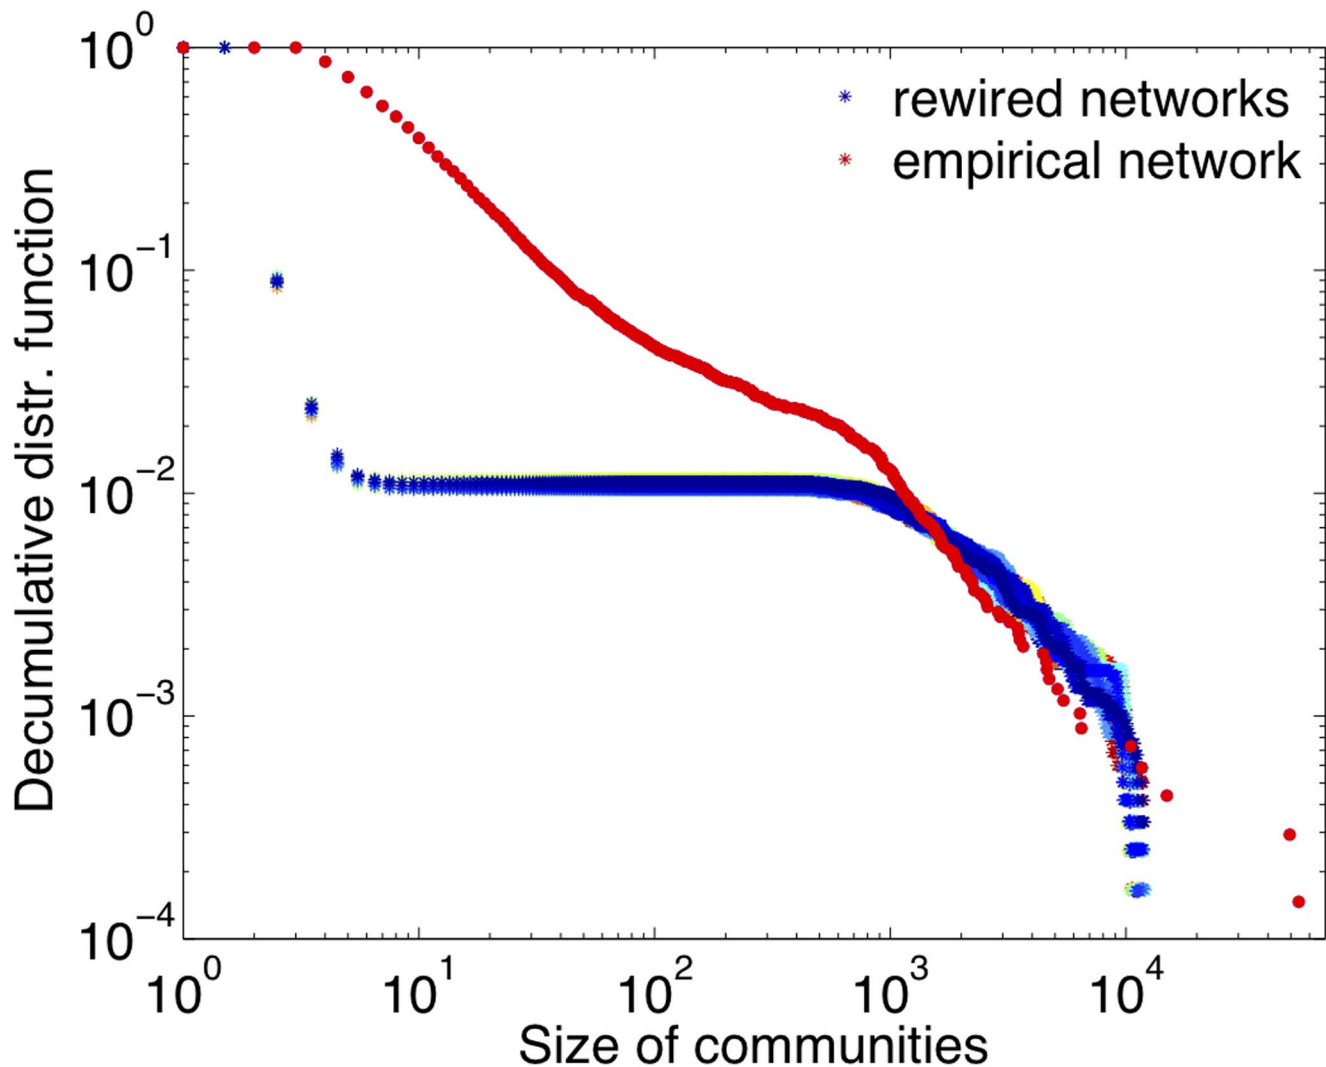 Decumulative distr. function
10^0
10^−1
10^−2
10^−3
10^−4
rewired networks
empirical network
10^0 10^1 10^2 10^3 10^4
Size of communities